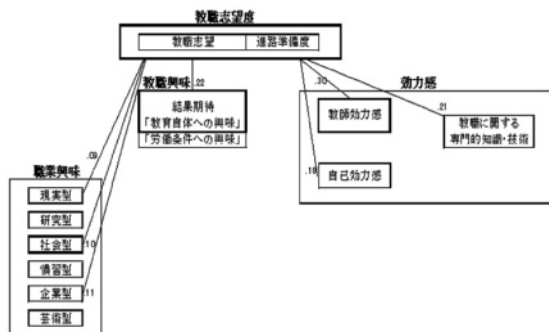 教職志望度
教職志望
進路準備度
教職興味
.22
結果期待
「教育自体への興味」
「労働条件への興味」
効力感
.30
教師効力感
.21
教職に関する
専門的知識・技術
.18
自己効力感
.09
職業興味
現実型
研究型
社会型
.10
慣習型
企業型
.11
芸術型